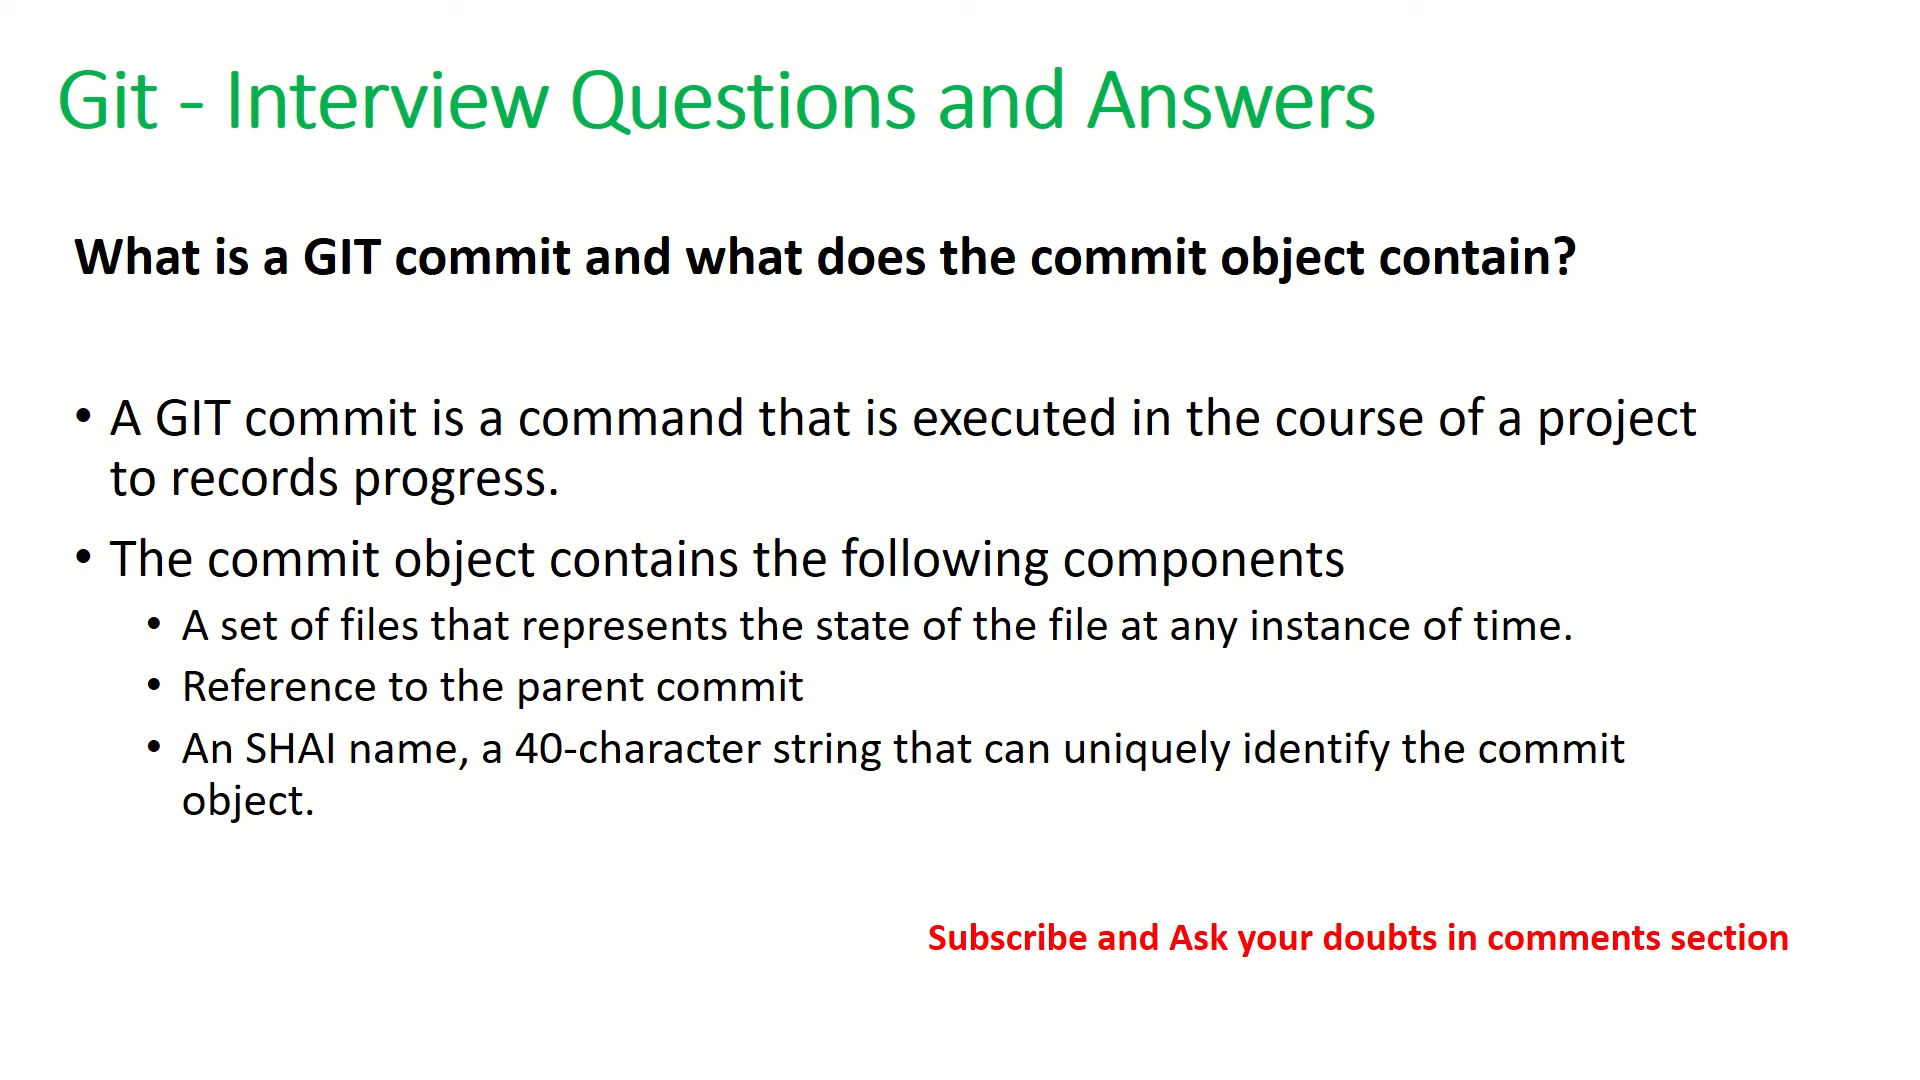 Git - Interview Questions and Answers
What is a GIT commit and what does the commit object contain?
• A GIT commit is a command that is executed in the course of a project
to records progress.
• The commit object contains the following components
• A set of files that represents the state of the file at any instance of time.
• Reference to the parent commit
• An SHAI name, a 40-character string that can uniquely identify the commit
object.
Subscribe and Ask your doubts in comments section